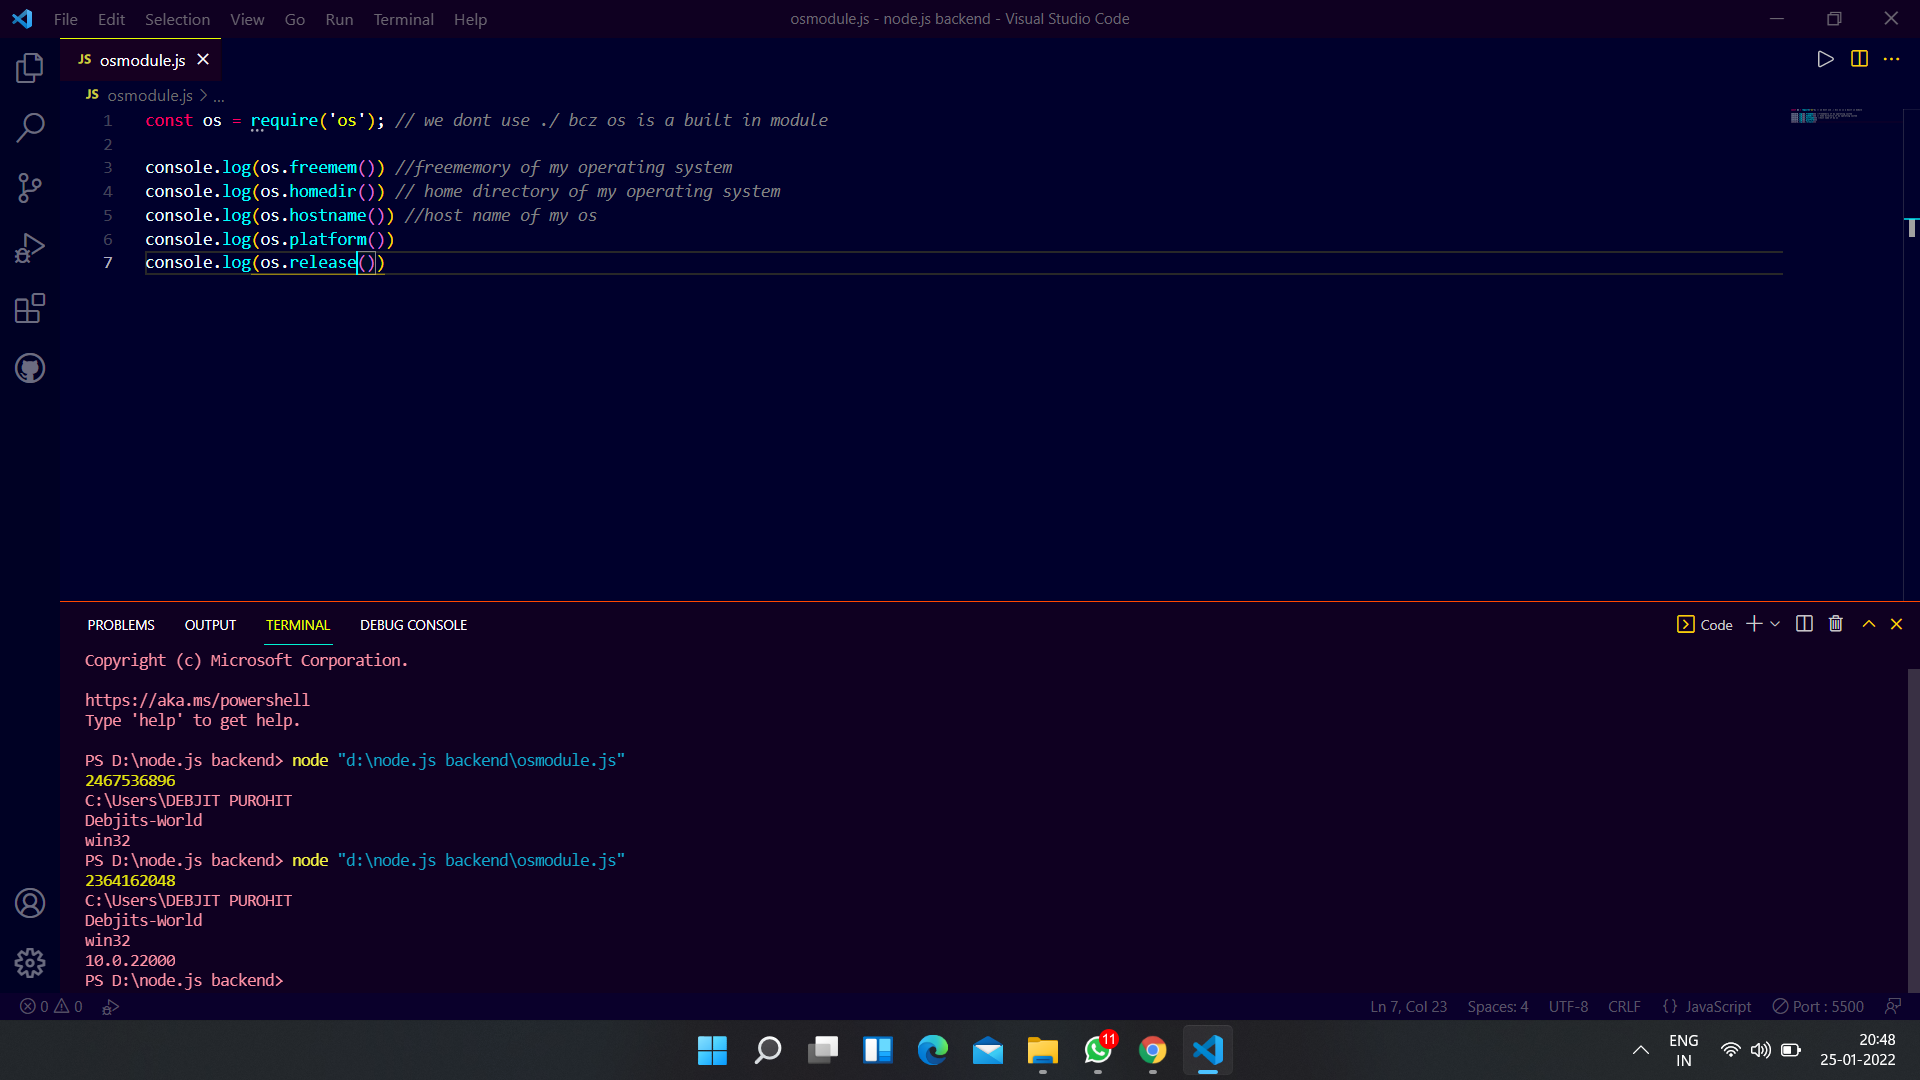 File Edit Selection View Go Run Terminal Help
osmodule.js - node.js backend - Visual Studio Code
JS osmodule.js
JS osmodule.js > ...
1 const os = require('os'); // we dont use ./ bcz os is a built in module
2
3 console.log(os.freemem()) //freememory of my operating system
4 console.log(os.homedir()) // home directory of my operating system
5 console.log(os.hostname()) //host name of my os
6 console.log(os.platform())
7 console.log(os.release())
PROBLEMS OUTPUT TERMINAL DEBUG CONSOLE
Code
Copyright (c) Microsoft Corporation.
https://aka.ms/powershell
Type 'help' to get help.
PS D:\node.js backend> node "d:\node.js backend\osmodule.js"
2467536896
C:\Users\DEBJIT PUROHIT
Debjits-World
win32
PS D:\node.js backend> node "d:\node.js backend\osmodule.js"
2364162048
C:\Users\DEBJIT PUROHIT
Debjits-World
win32
10.0.22000
PS D:\node.js backend>
0 0
Ln 7, Col 23 Spaces: 4 UTF-8 CRLF {} JavaScript Port : 5500
11
ENG
IN
20:48
25-01-2022